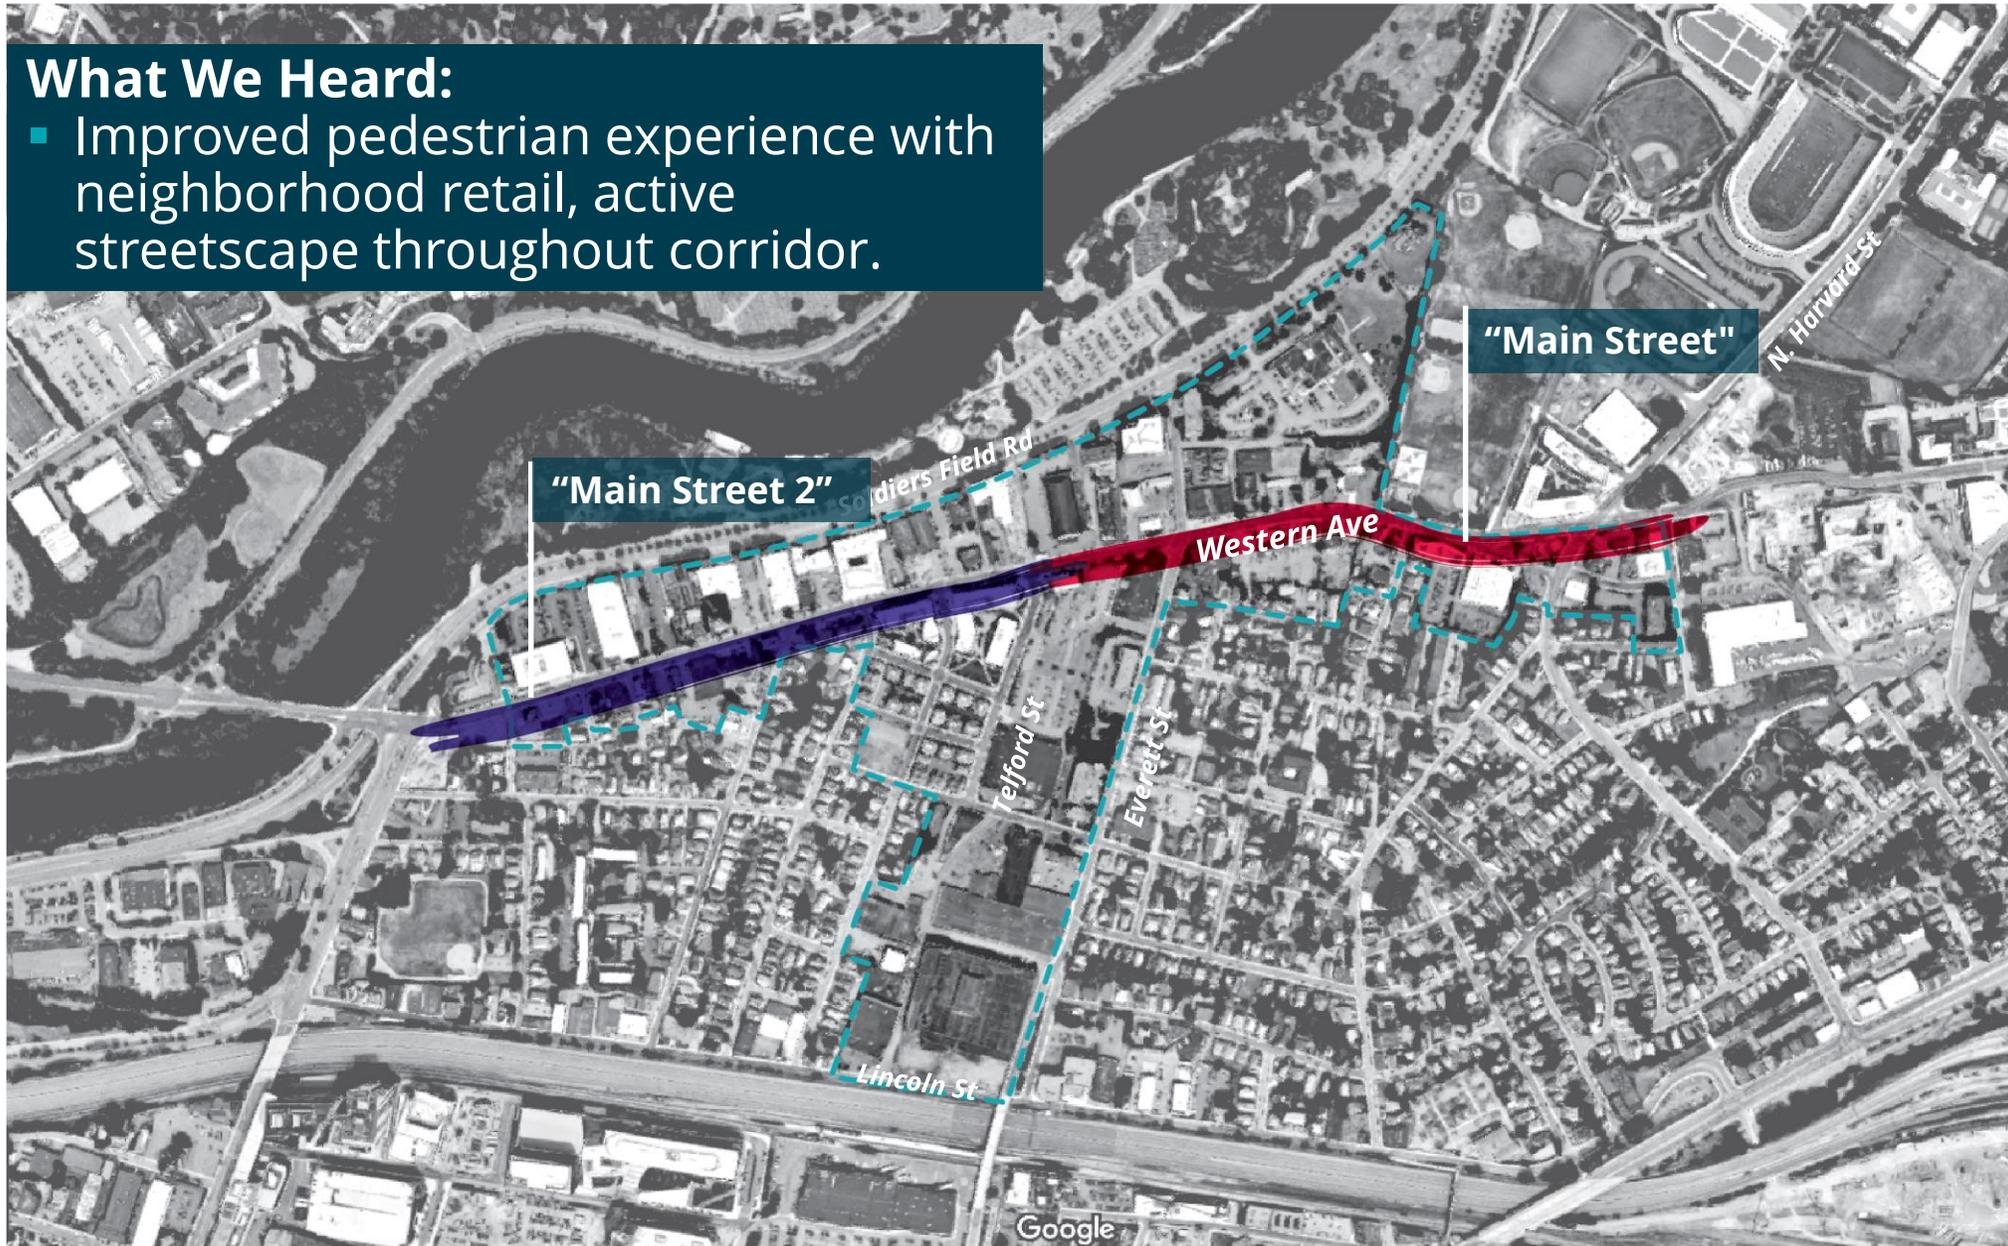 What We Heard:
▪ Improved pedestrian experience with
neighborhood retail, active
streetscape throughout corridor.
N. Harvard St
“Main Street"
Soldiers Field Rd
“Main Street 2”
Western Ave
Telford St
Everett St
Lincoln St
Google